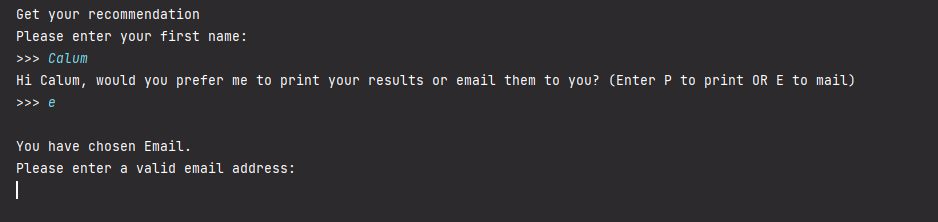 Get your recommendation
Please enter your first name:
>>> Calum
Hi Calum, would you prefer me to print your results or email them to you? (Enter P to print OR E to mail)
>>> e
You have chosen Email.
Please enter a valid email address: